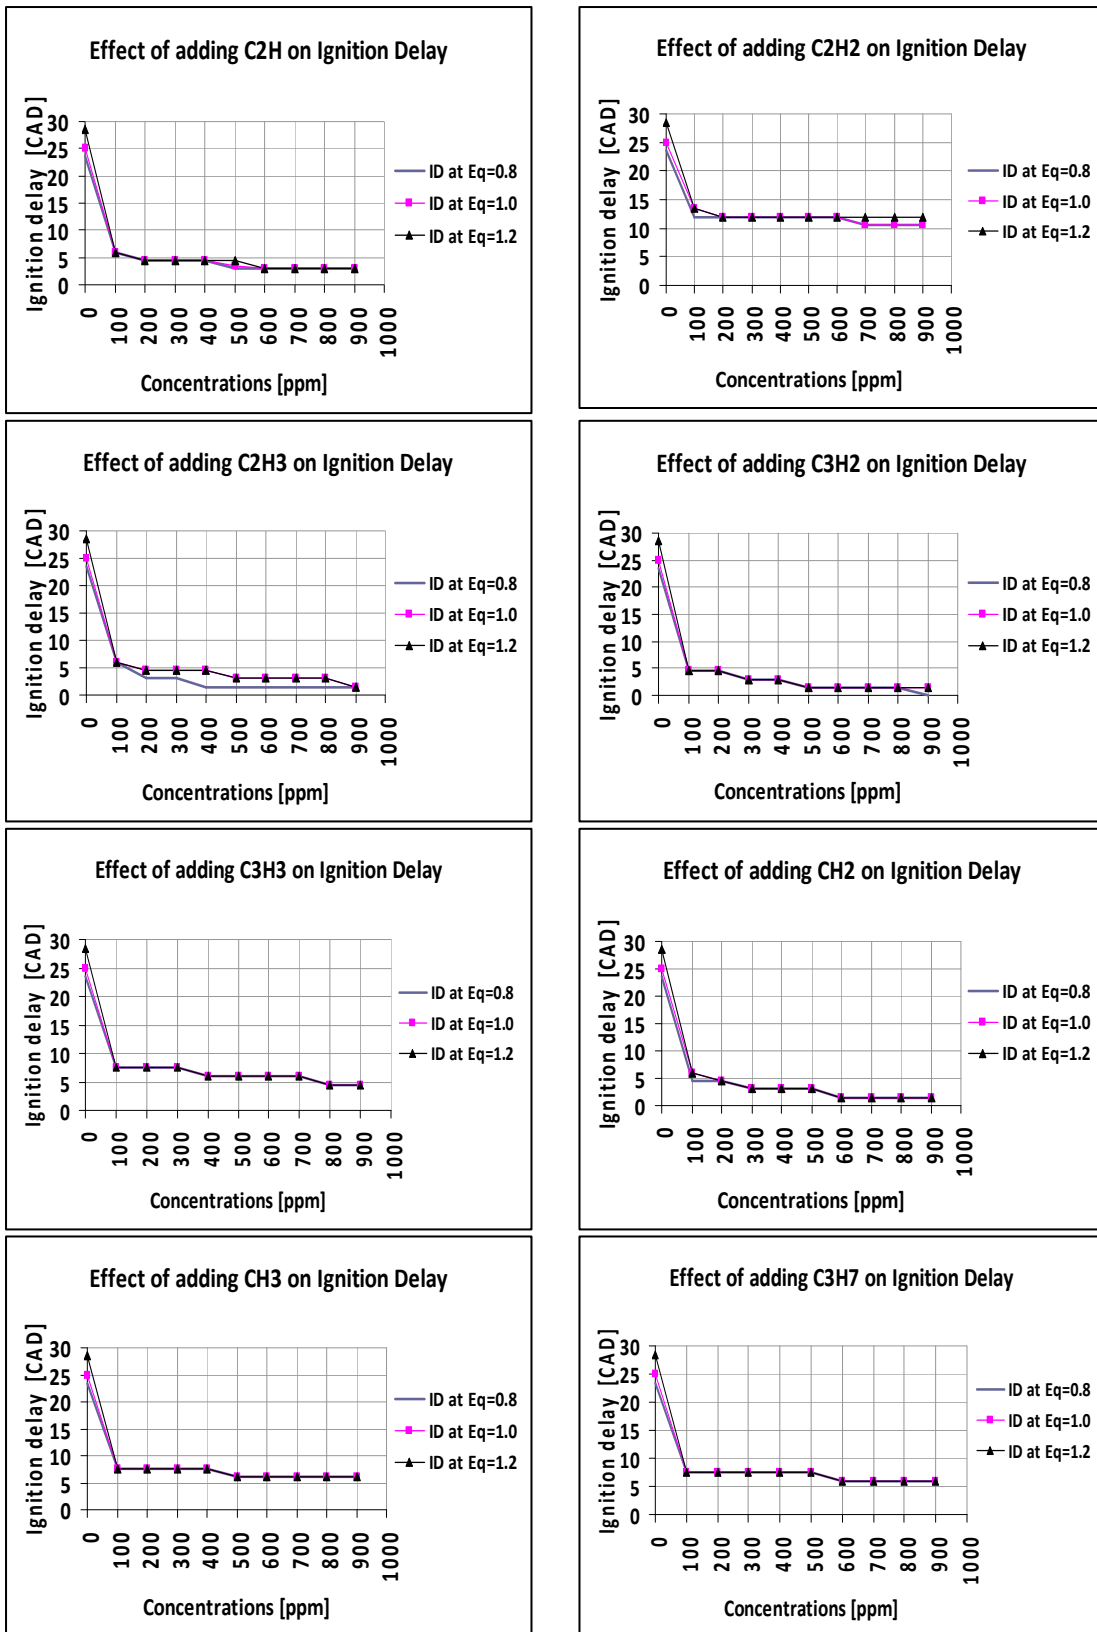 Effect of adding C2H on Ignition Delay
Ignition delay [CAD]
30
25
20
15
10
5
0
0 100 200 300 400 500 600 700 800 900 1000
Concentrations [ppm]
ID at Eq=0.8
ID at Eq=1.0
ID at Eq=1.2
Effect of adding C2H2 on Ignition Delay
Ignition delay [CAD]
30
25
20
15
10
5
0
0 100 200 300 400 500 600 700 800 900 1000
Concentrations [ppm]
ID at Eq=0.8
ID at Eq=1.0
ID at Eq=1.2
Effect of adding C2H3 on Ignition Delay
Ignition delay [CAD]
30
25
20
15
10
5
0
0 100 200 300 400 500 600 700 800 900 1000
Concentrations [ppm]
ID at Eq=0.8
ID at Eq=1.0
ID at Eq=1.2
Effect of adding C3H2 on Ignition Delay
Ignition delay [CAD]
30
25
20
15
10
5
0
0 100 200 300 400 500 600 700 800 900 1000
Concentrations [ppm]
ID at Eq=0.8
ID at Eq=1.0
ID at Eq=1.2
Effect of adding C3H3 on Ignition Delay
Ignition delay [CAD]
30
25
20
15
10
5
0
0 100 200 300 400 500 600 700 800 900 1000
Concentrations [ppm]
ID at Eq=0.8
ID at Eq=1.0
ID at Eq=1.2
Effect of adding CH2 on Ignition Delay
Ignition delay [CAD]
30
25
20
15
10
5
0
0 100 200 300 400 500 600 700 800 900 1000
Concentrations [ppm]
ID at Eq=0.8
ID at Eq=1.0
ID at Eq=1.2
Effect of adding CH3 on Ignition Delay
Ignition delay [CAD]
30
25
20
15
10
5
0
0 100 200 300 400 500 600 700 800 900 1000
Concentrations [ppm]
ID at Eq=0.8
ID at Eq=1.0
ID at Eq=1.2
Effect of adding C3H7 on Ignition Delay
Ignition delay [CAD]
30
25
20
15
10
5
0
0 100 200 300 400 500 600 700 800 900 1000
Concentrations [ppm]
ID at Eq=0.8
ID at Eq=1.0
ID at Eq=1.2